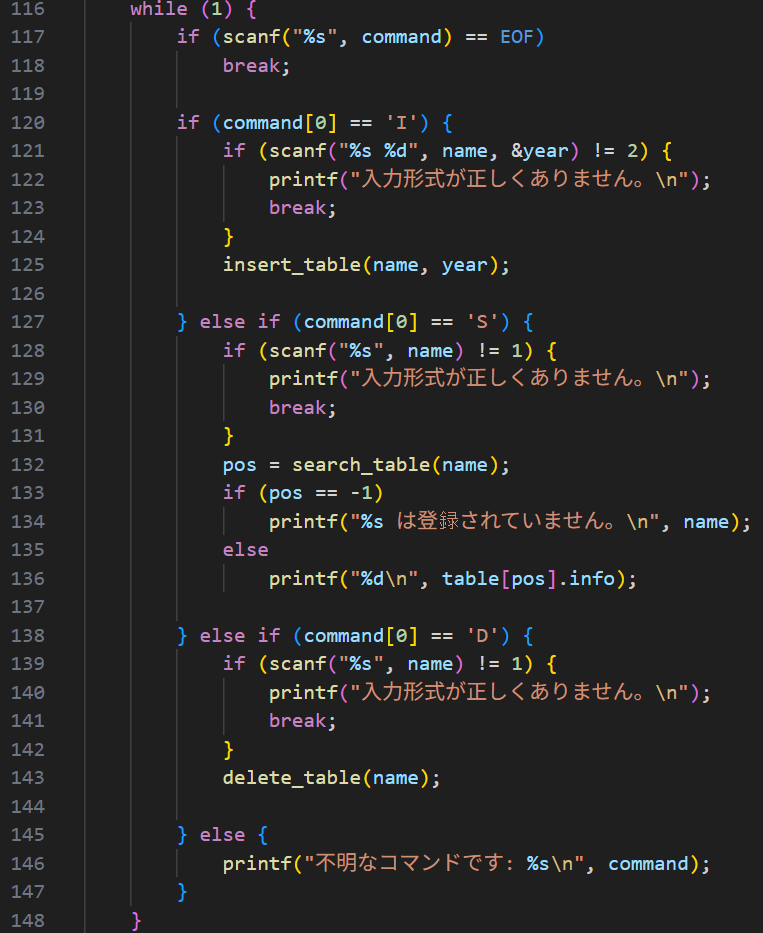 116 while (1) {
117     if (scanf("%s", command) == EOF)
118         break;
119
120     if (command[0] == 'I') {
121         if (scanf("%s %d", name, &year) != 2) {
122             printf("入力形式が正しくありません。\n");
123             break;
124         }
125         insert_table(name, year);
126
127     } else if (command[0] == 'S') {
128         if (scanf("%s", name) != 1) {
129             printf("入力形式が正しくありません。\n");
130             break;
131         }
132         pos = search_table(name);
133         if (pos == -1)
134             printf("%s は登録されていません。\n", name);
135         else
136             printf("%d\n", table[pos].info);
137
138     } else if (command[0] == 'D') {
139         if (scanf("%s", name) != 1) {
140             printf("入力形式が正しくありません。\n");
141             break;
142         }
143         delete_table(name);
144
145     } else {
146         printf("不明なコマンドです: %s\n", command);
147     }
148 }